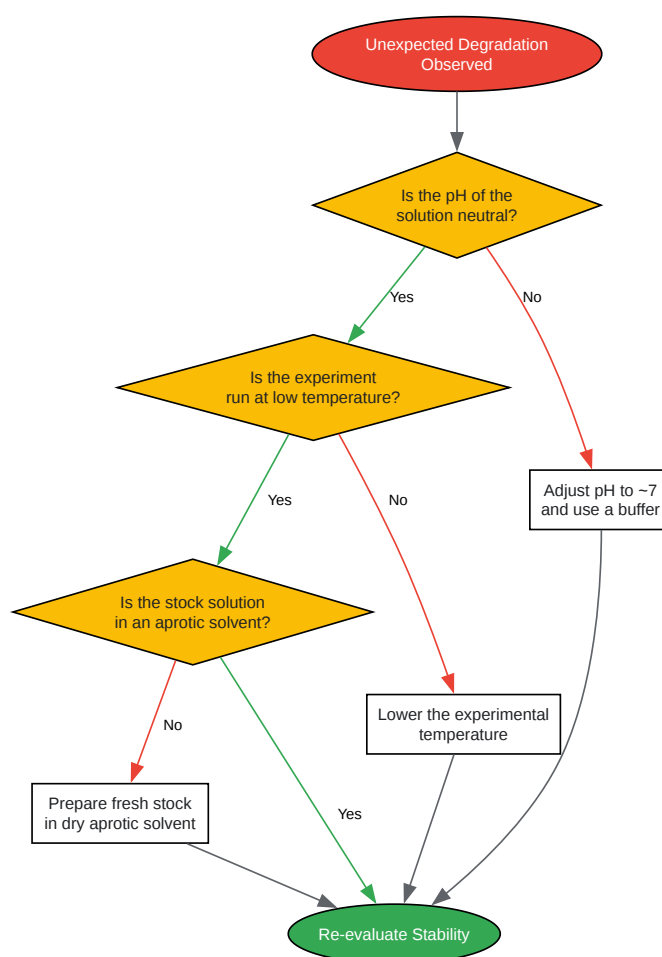 Unexpected Degradation
Observed
Is the pH of the
solution neutral?
Yes
No
Is the experiment
run at low temperature?
Adjust pH to ~7
and use a buffer
Yes
No
Is the stock solution
in an aprotic solvent?
Lower the experimental
temperature
No
Yes
Prepare fresh stock
in dry aprotic solvent
Re-evaluate Stability